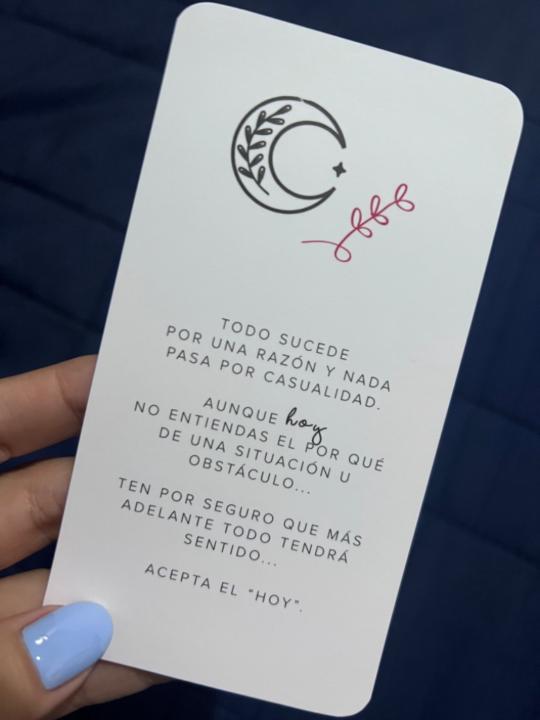 TODO SUCEDE
POR UNA RAZÓN Y NADA
PASA POR CASUALIDAD.
AUNQUE hoy
NO ENTIENDAS EL POR QUÉ
DE UNA SITUACIÓN U
OBSTÁCULO...
TEN POR SEGURO QUE MÁS
ADELANTE TODO TENDRÁ
SENTIDO...
ACEPTA EL "HOY".